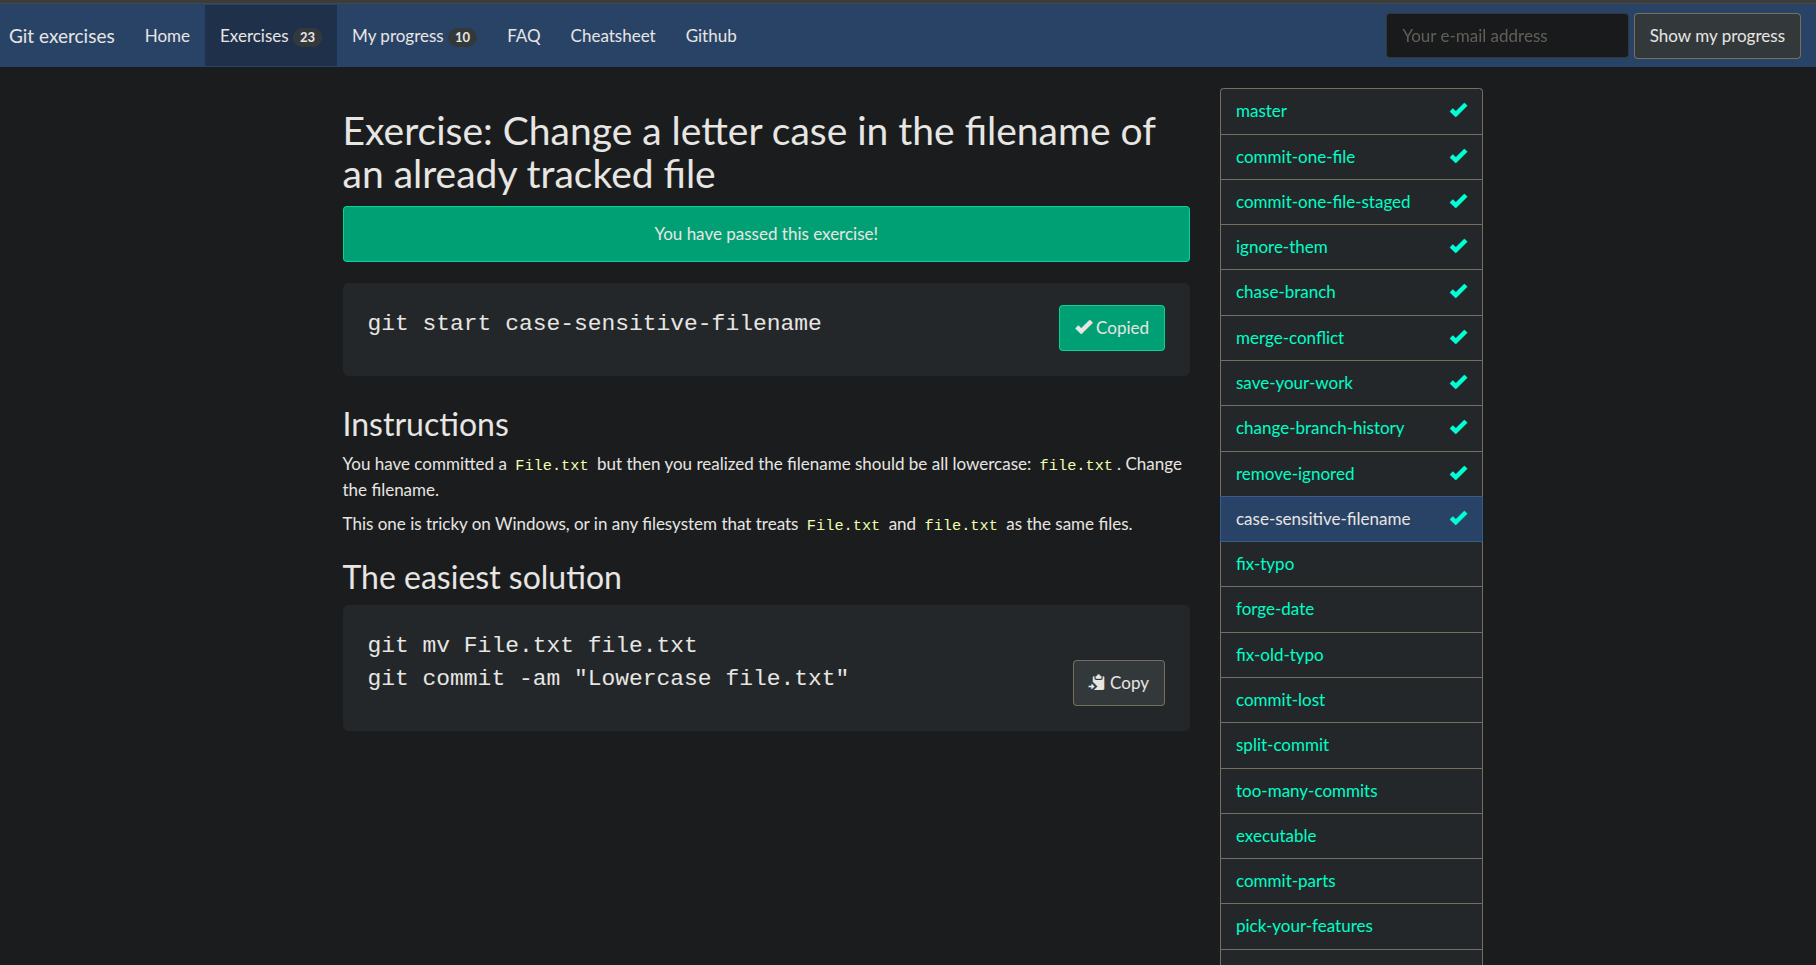 Git exercises Home Exercises 23 My progress 10 FAQ Cheatsheet Github Your e-mail address Show my progress
Exercise: Change a letter case in the filename of
an already tracked file
You have passed this exercise!
git start case-sensitive-filename
Copied
Instructions
You have committed a File.txt but then you realized the filename should be all lowercase: file.txt. Change
the filename.
This one is tricky on Windows, or in any filesystem that treats File.txt and file.txt as the same files.
The easiest solution
git mv File.txt file.txt
git commit -am "Lowercase file.txt"
Copy
master
commit-one-file
commit-one-file-staged
ignore-them
chase-branch
merge-conflict
save-your-work
change-branch-history
remove-ignored
case-sensitive-filename
fix-typo
forge-date
fix-old-typo
commit-lost
split-commit
too-many-commits
executable
commit-parts
pick-your-features